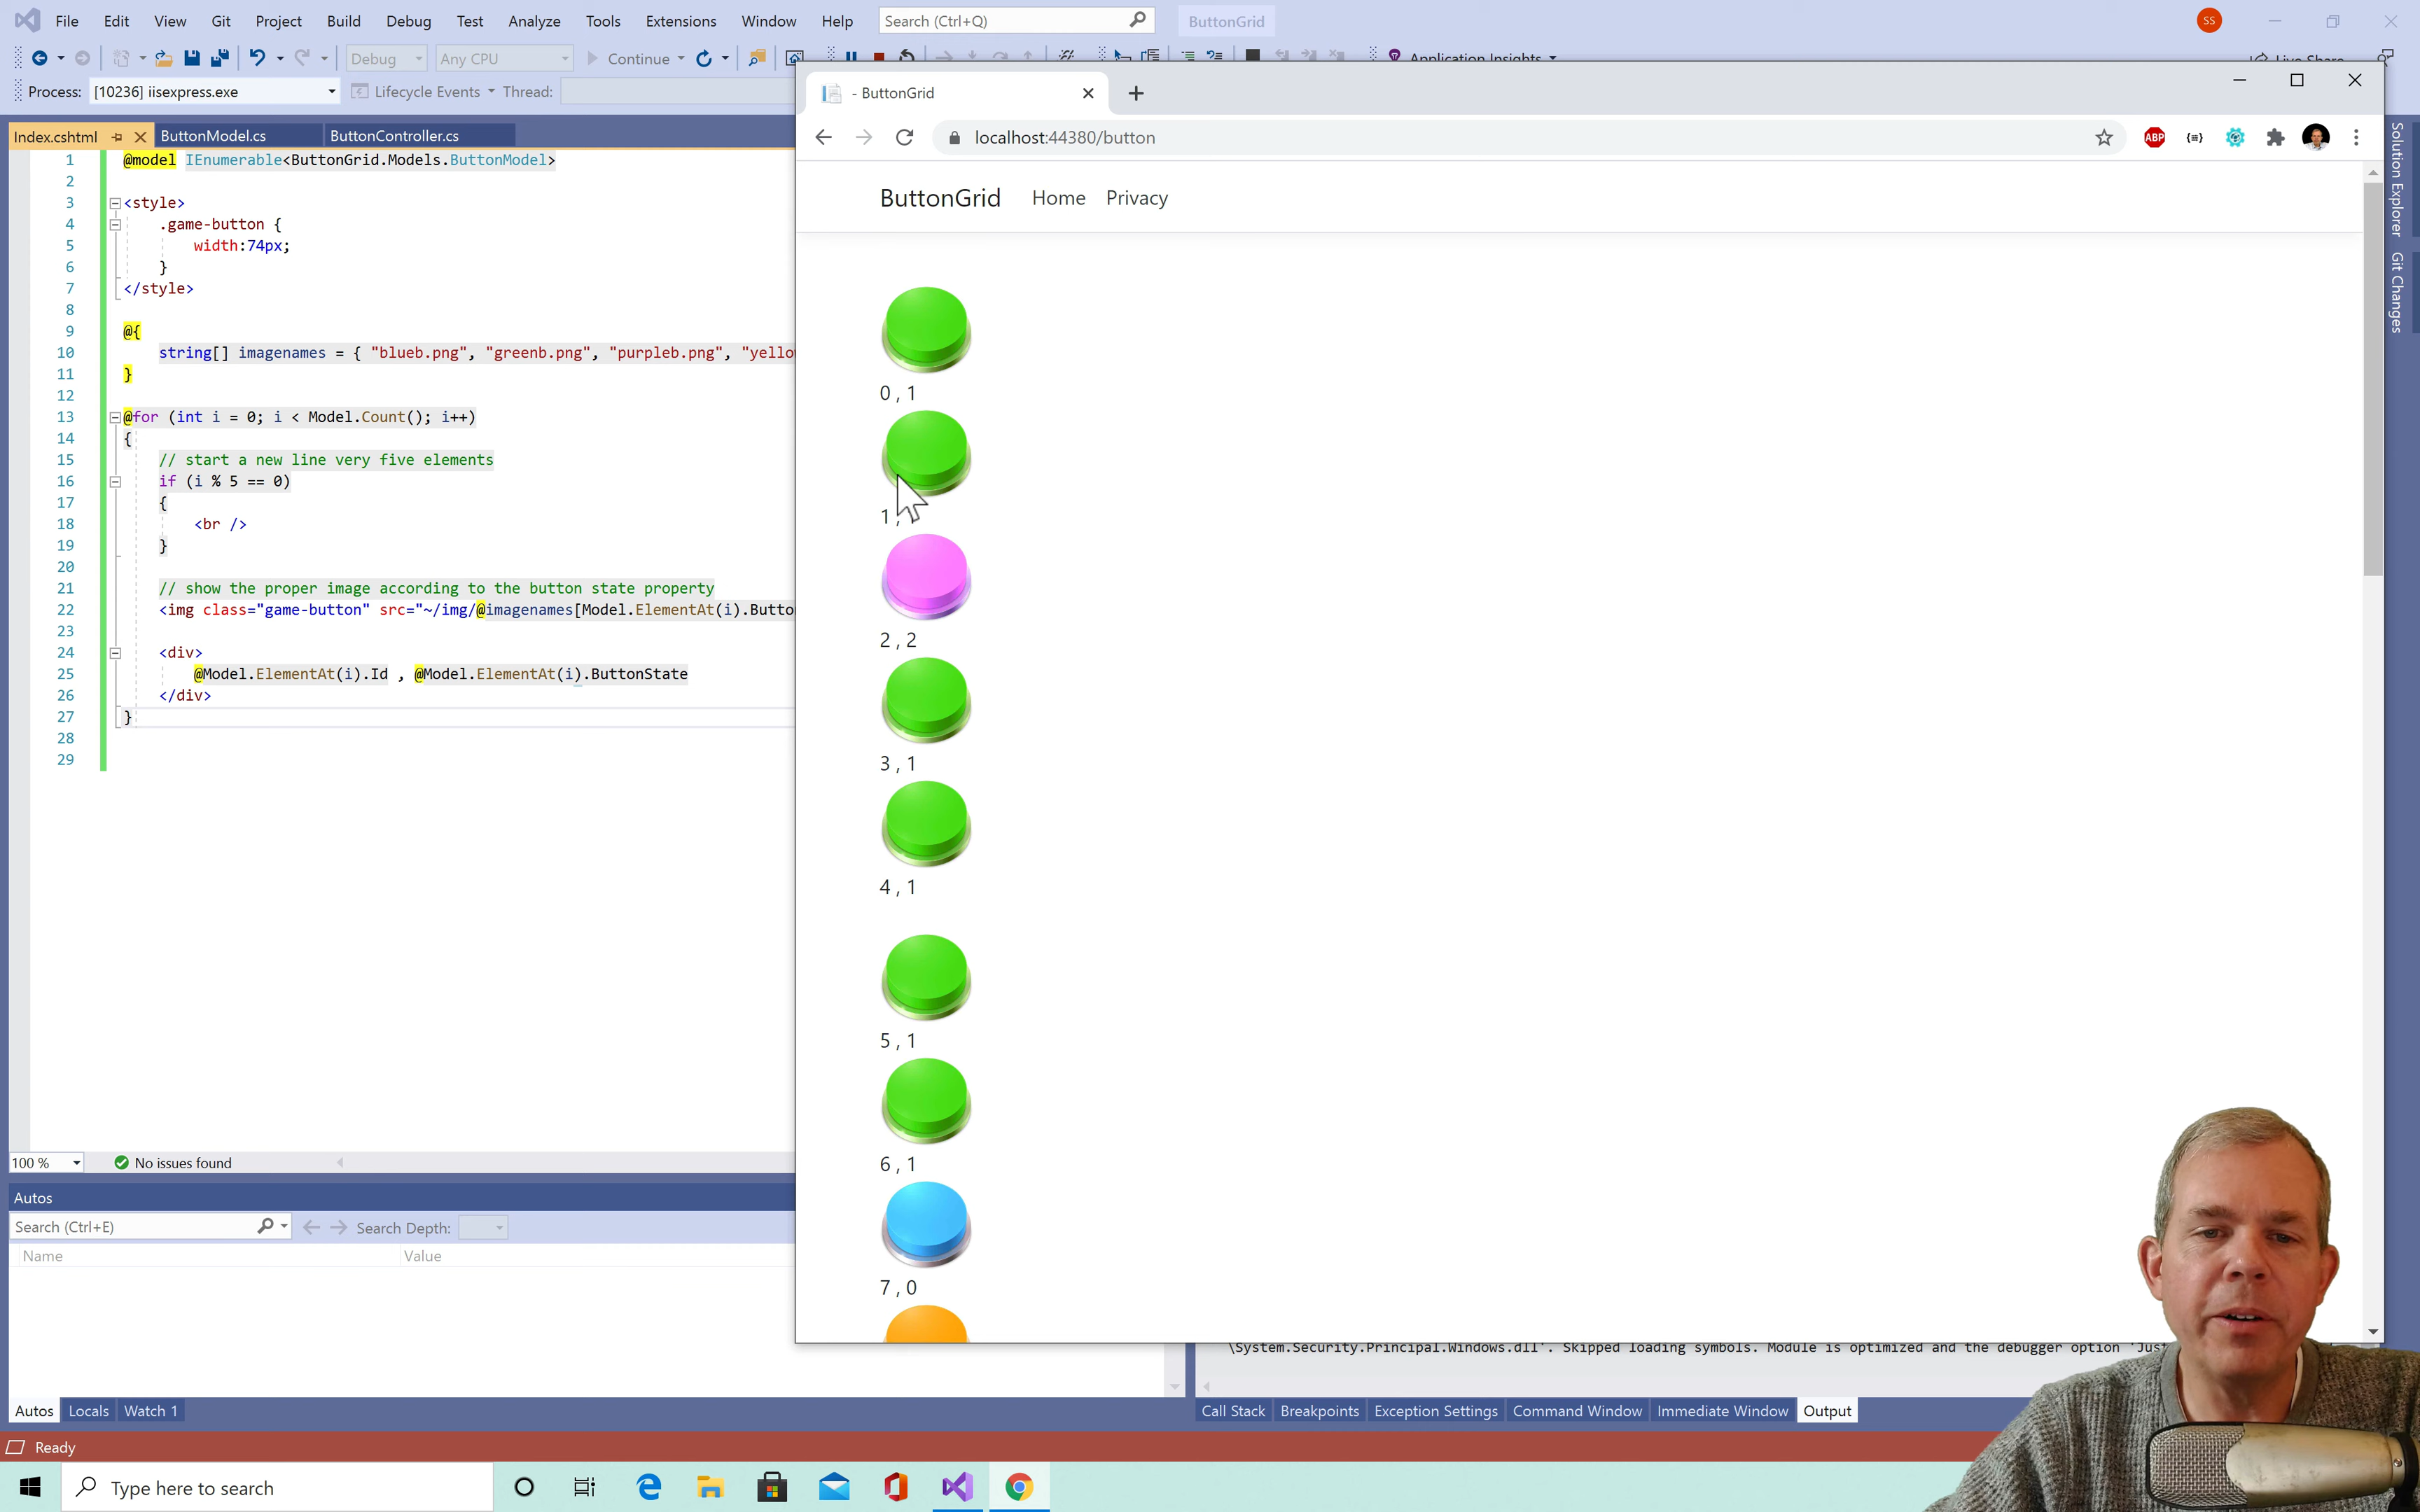 File Edit View Git Project Build Debug Test Analyze Tools Extensions Window Help Search (Ctrl+Q) ButtonGrid SS
Debug Any CPU Continue Application Insights Live Share
Process: [10236] iisexpress.exe Lifecycle Events Thread:
Index.cshtml ButtonModel.cs ButtonController.cs
1 @model IEnumerable<ButtonGrid.Models.ButtonModel>
2
3 <style>
4 .game-button {
5 width:74px;
6 }
7 </style>
8
9 @{
10 string[] imagenames = { "blueb.png", "greenb.png", "purpleb.png", "yellow
11 }
12
13 @for (int i = 0; i < Model.Count(); i++)
14 {
15 // start a new line very five elements
16 if (i % 5 == 0)
17 {
18 <br />
19 }
20
21 // show the proper image according to the button state property
22 <img class="game-button" src="~/img/@imagenames[Model.ElementAt(i).Butto
23
24 <div>
25 @Model.ElementAt(i).Id , @Model.ElementAt(i).ButtonState
26 </div>
27 }
28
29
100 % No issues found
Autos
Search (Ctrl+E) Search Depth:
Name Value
Autos Locals Watch 1
- ButtonGrid
localhost:44380/button
ABP
ButtonGrid Home Privacy
0 , 1
1 ,
2 , 2
3 , 1
4 , 1
5 , 1
6 , 1
7 , 0
Solution Explorer
Git Changes
\System.Security.Principal.Windows.dll'. Skipped loading symbols. Module is optimized and the debugger option 'Just
Call Stack Breakpoints Exception Settings Command Window Immediate Window Output
Ready
Type here to search